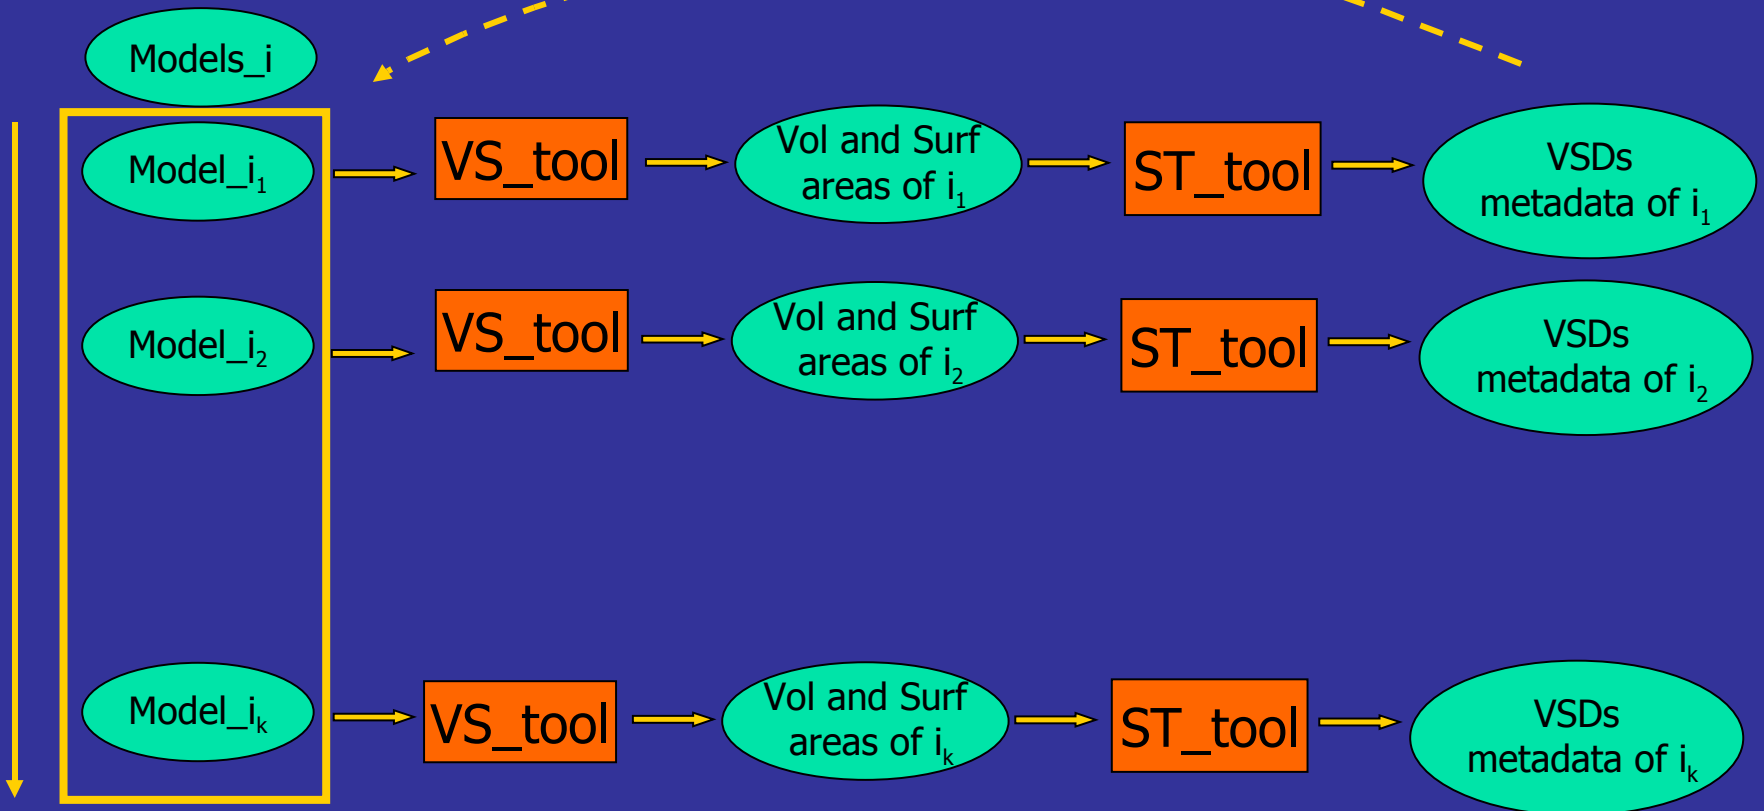 Models_i
Model_i₁
VS_tool
Vol and Surf
areas of i₁
ST_tool
VSDs
metadata of i₁
Model_i₂
VS_tool
Vol and Surf
areas of i₂
ST_tool
VSDs
metadata of i₂
Model_iₖ
VS_tool
Vol and Surf
areas of iₖ
ST_tool
VSDs
metadata of iₖ